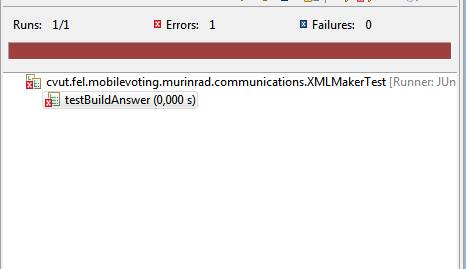 Runs: 1/1 Errors: 1 Failures: 0
cvut.fel.mobilevoting.murinrad.communications.XMLMakerTest [Runner: JUn
testBuildAnswer (0,000 s)